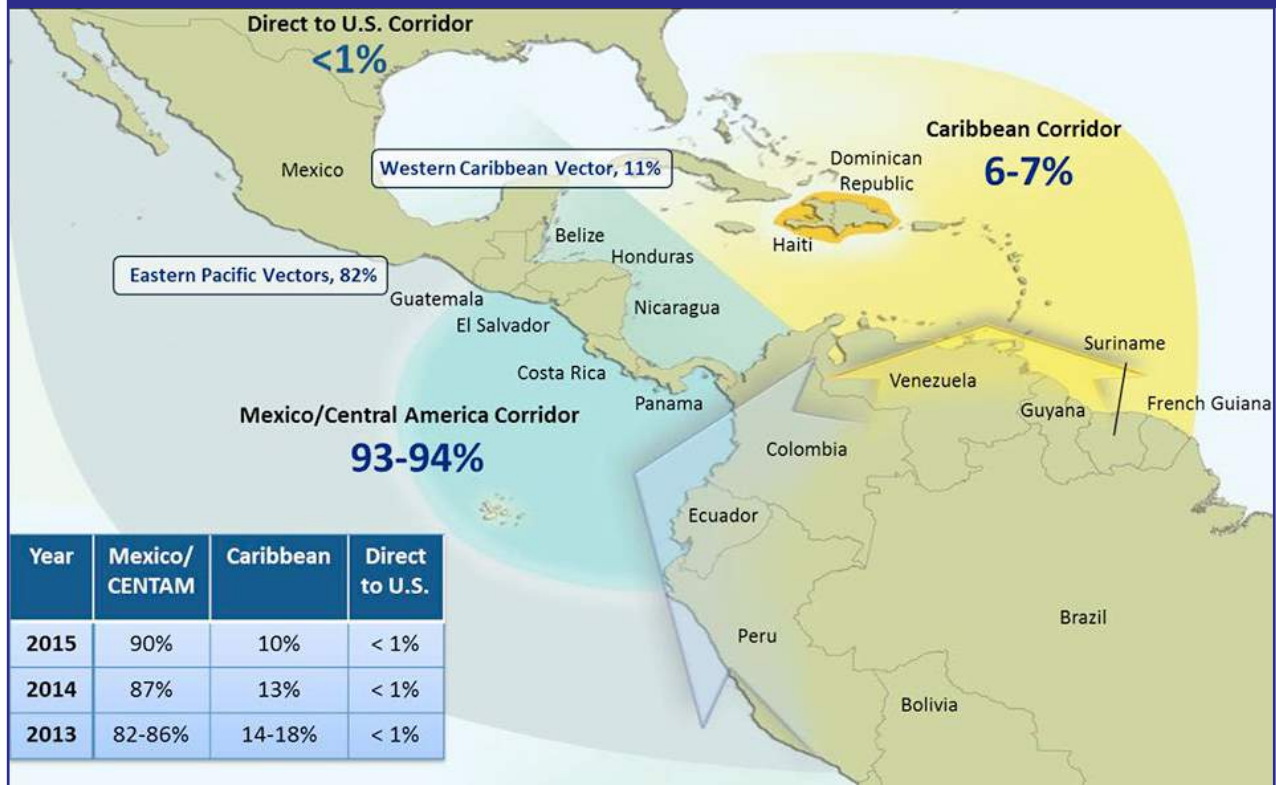 Direct to U.S. Corridor
<1%
Caribbean Corridor
6-7%
Western Caribbean Vector, 11%
Mexico
Dominican
Republic
Haiti
Belize
Honduras
Eastern Pacific Vectors, 82%
Guatemala
Nicaragua
El Salvador
Suriname
Costa Rica
Venezuela
Panama
Guyana
French Guiana
Mexico/Central America Corridor
93-94%
Colombia
Ecuador
Brazil
Peru
Bolivia
Year Mexico/ Caribbean Direct
CENTAM to U.S.
2015 90% 10% < 1%
2014 87% 13% < 1%
2013 82-86% 14-18% < 1%